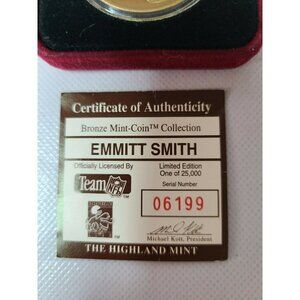 Certificate of Authenticity
Bronze Mint-Coin™ Collection
EMMITT SMITH
Officially Licensed By
Limited Edition
One of 25,000
Serial Number
Team NFL ™
06199
Michael Kott, President
THE HIGHLAND MINT